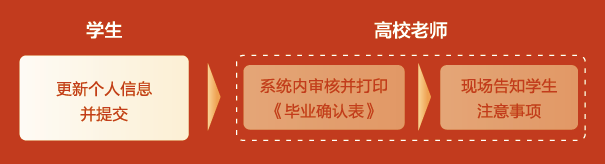 学生
高校老师
更新个人信息
并提交
系统内审核并打印
《毕业确认表》
现场告知学生
注意事项